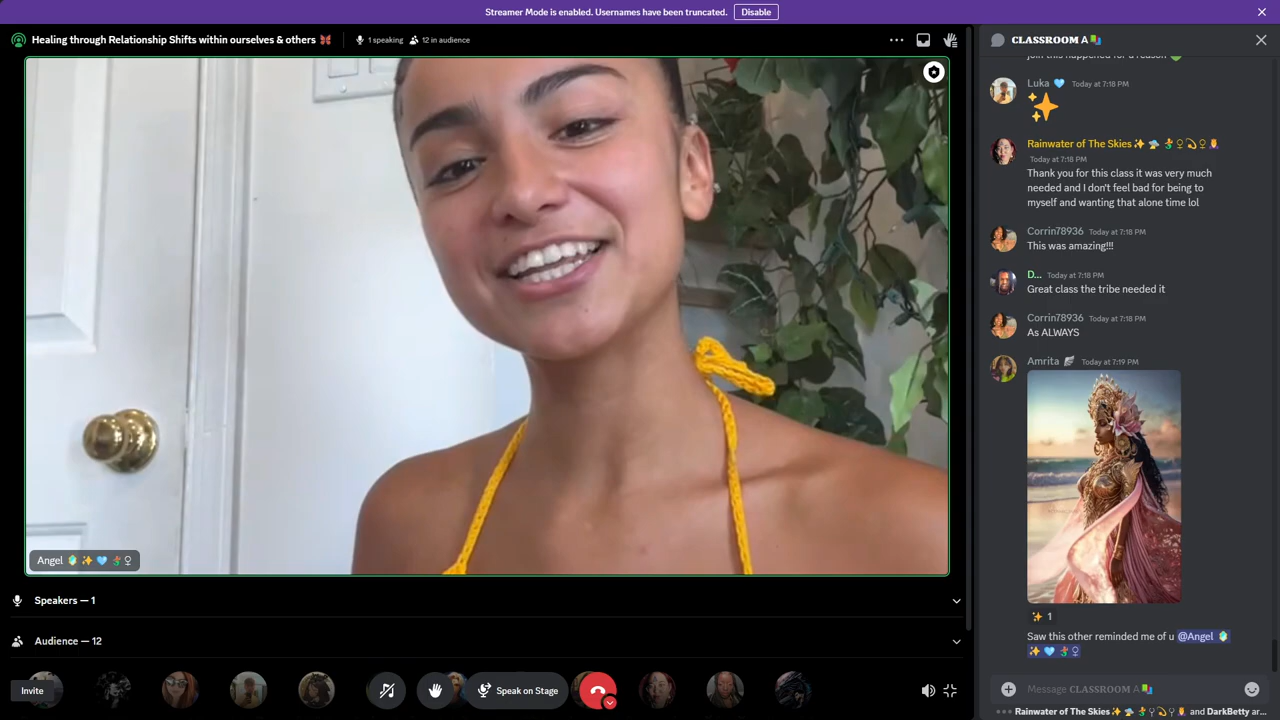 Streamer Mode is enabled. Usernames have been truncated. Disable
Healing through Relationship Shifts within ourselves & others 🦋 1 speaking 12 in audience
CLASSROOM A
Luka 💙 Today at 7:18 PM
✨
Rainwater of The Skies ✨
Today at 7:18 PM
Thank you for this class it was very much
needed and I don't feel bad for being to
myself and wanting that alone time lol
Corrin78936 Today at 7:18 PM
This was amazing!!!
D... Today at 7:18 PM
Great class the tribe needed it
Corrin78936 Today at 7:18 PM
As ALWAYS
Amrita Today at 7:19 PM
✨ 1
Saw this other reminded me of u @Angel
Angel ✨ 💙
Speakers — 1
Audience — 12
Invite
Speak on Stage
Message CLASSROOM A
Rainwater of The Skies ✨ and DarkBetty ar...